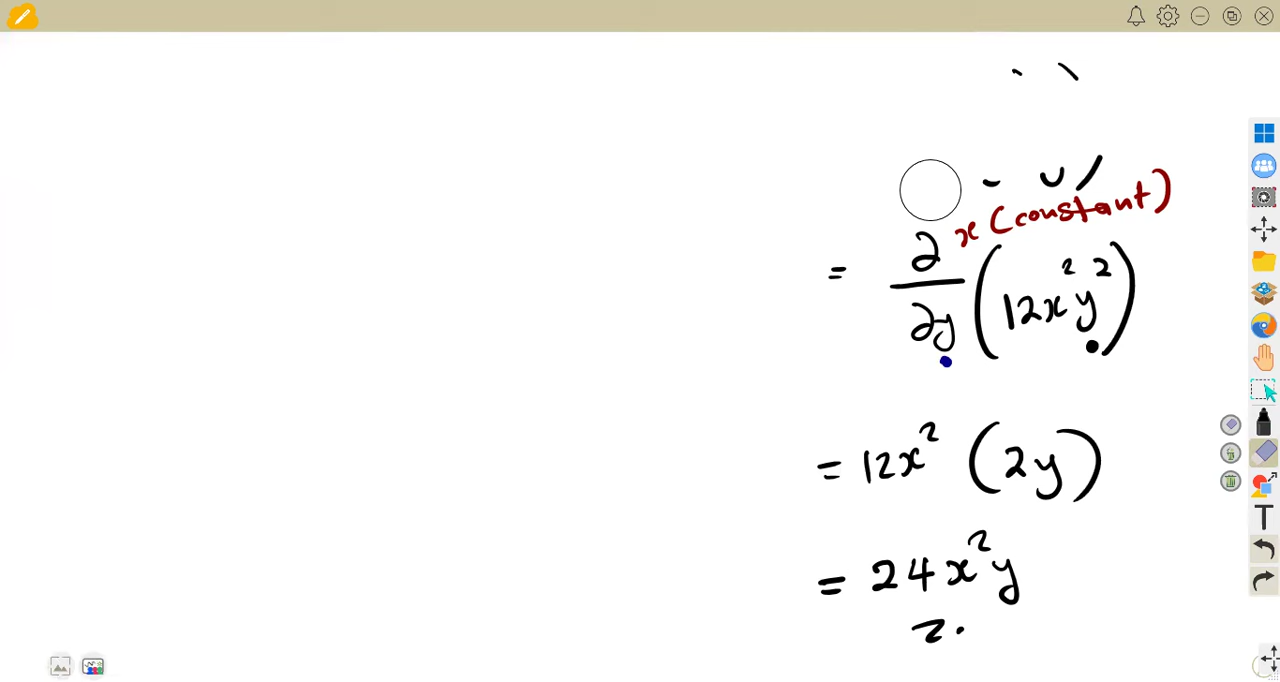 x (constant)
= ∂/∂y (12x²y²)
= 12x² (2y)
= 24x²y